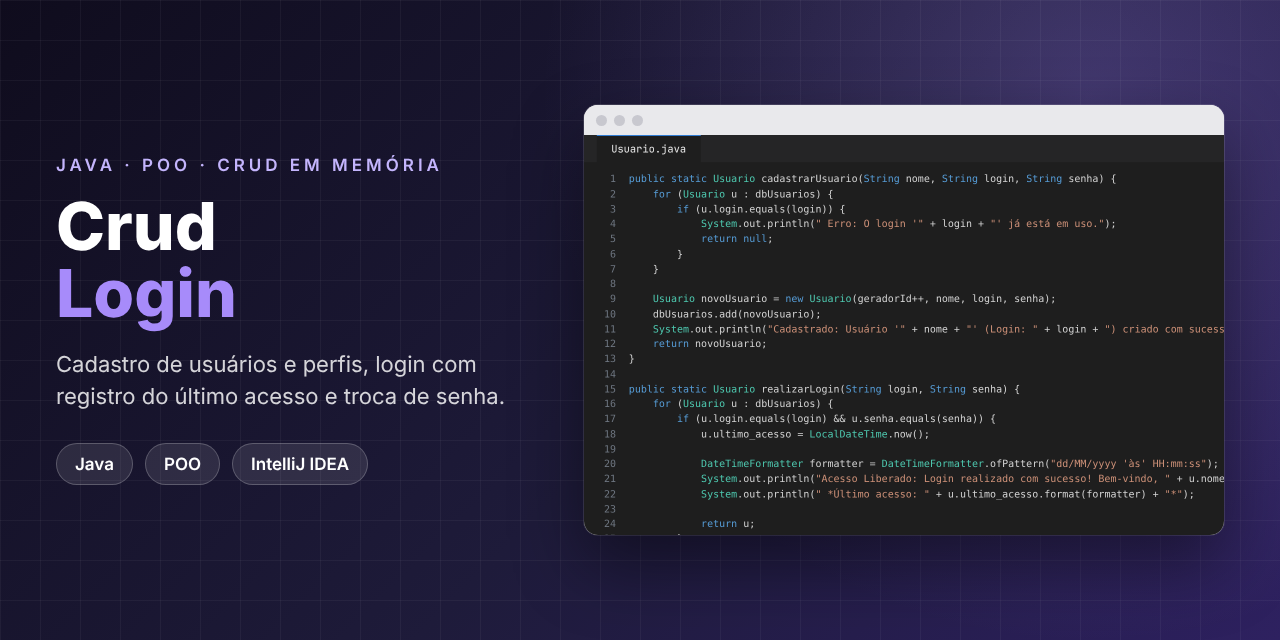 JAVA · POO · CRUD EM MEMÓRIA
Crud
Login
Cadastro de usuários e perfis, login com
registro do último acesso e troca de senha.
Java
POO
IntelliJ IDEA
Usuario.java
1 public static Usuario cadastrarUsuario(String nome, String login, String senha) {
2     for (Usuario u : dbUsuarios) {
3         if (u.login.equals(login)) {
4             System.out.println(" Erro: O login '" + login + "' já está em uso.");
5             return null;
6         }
7     }
8
9     Usuario novoUsuario = new Usuario(geradorId++, nome, login, senha);
10     dbUsuarios.add(novoUsuario);
11     System.out.println("Cadastrado: Usuário '" + nome + "' (Login: " + login + ") criado com sucess
12     return novoUsuario;
13 }
14
15 public static Usuario realizarLogin(String login, String senha) {
16     for (Usuario u : dbUsuarios) {
17         if (u.login.equals(login) && u.senha.equals(senha)) {
18             u.ultimo_acesso = LocalDateTime.now();
19
20             DateTimeFormatter formatter = DateTimeFormatter.ofPattern("dd/MM/yyyy 'às' HH:mm:ss");
21             System.out.println("Acesso Liberado: Login realizado com sucesso! Bem-vindo, " + u.nome
22             System.out.println(" *Último acesso: " + u.ultimo_acesso.format(formatter) + "*");
23
24             return u;